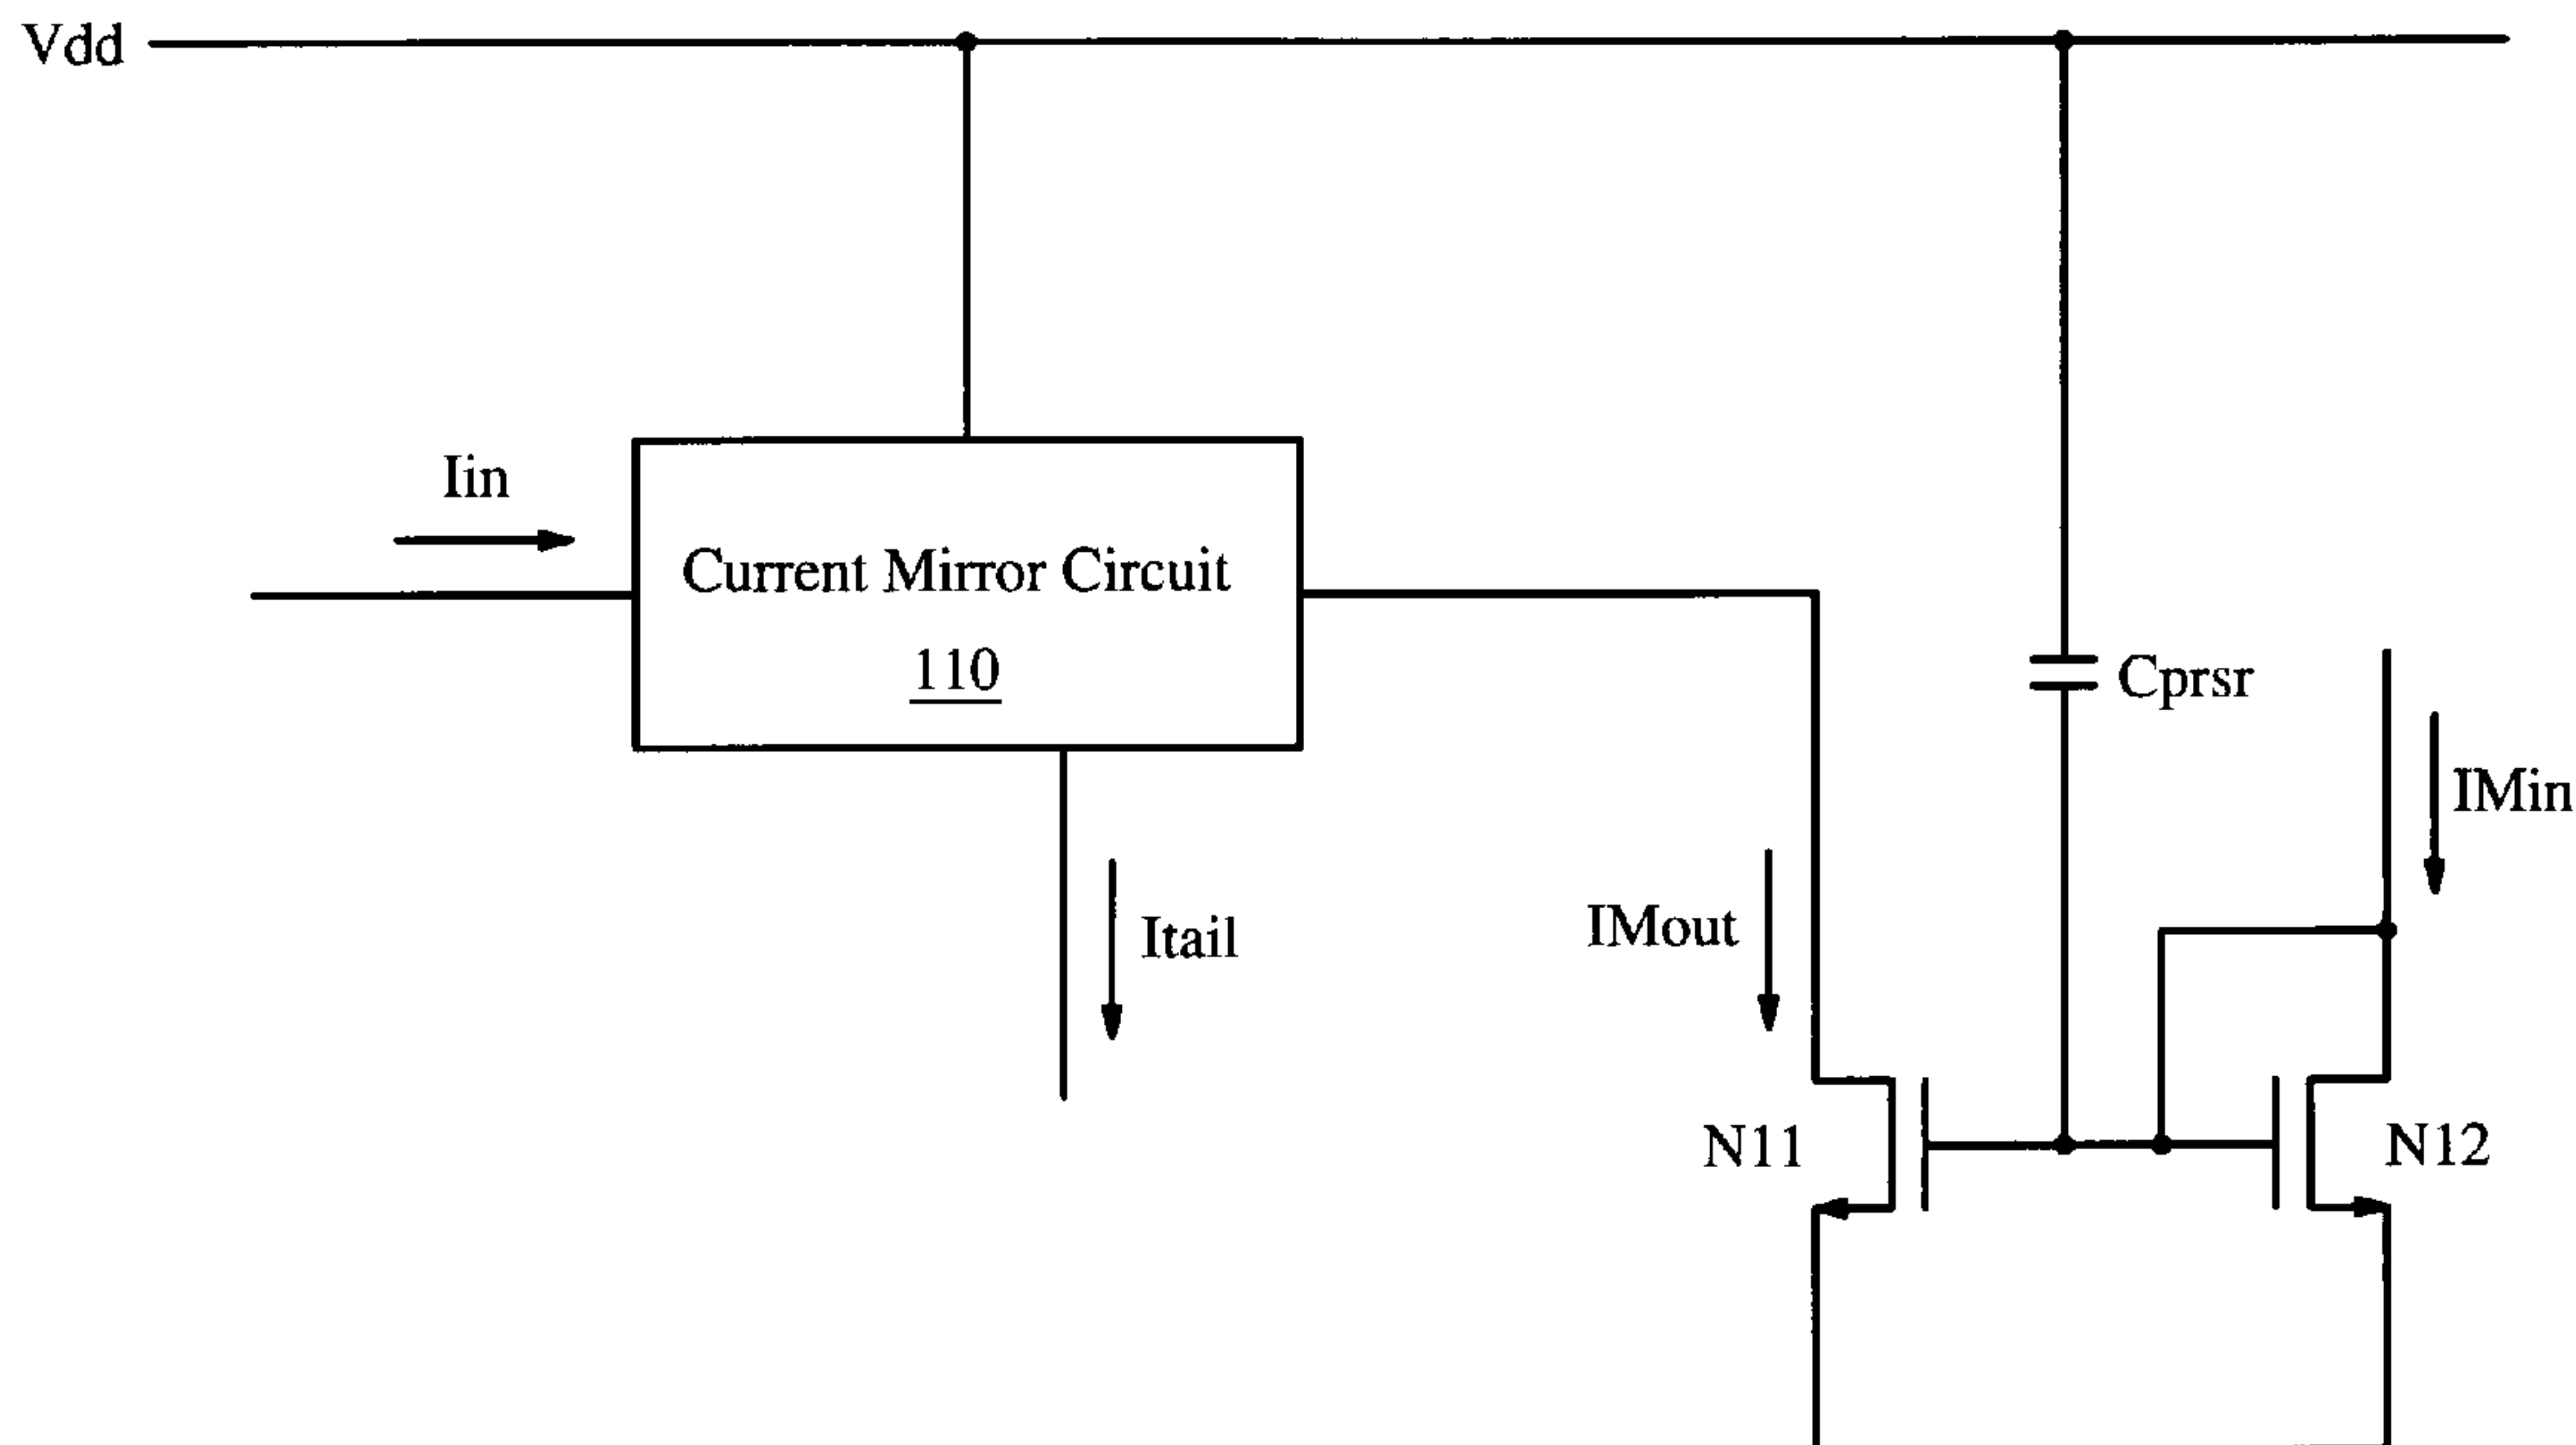 Vdd
Iin
Current Mirror Circuit
110
Cprsr
IMin
IMout
Itail
N11
N12